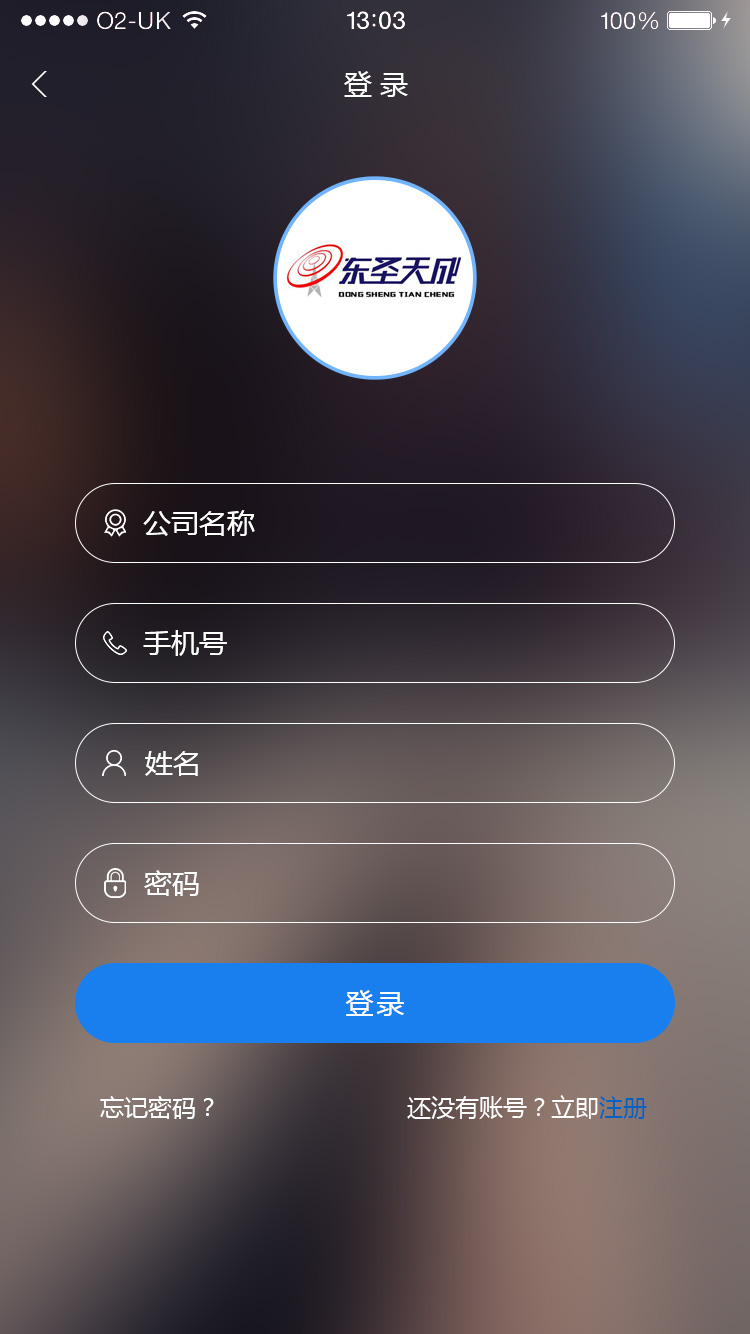 O2-UK 13:03 100%
登 录
东圣天成
DONG SHENG TIAN CHENG
公司名称
手机号
姓名
密码
登录
忘记密码？ 还没有账号？立即注册